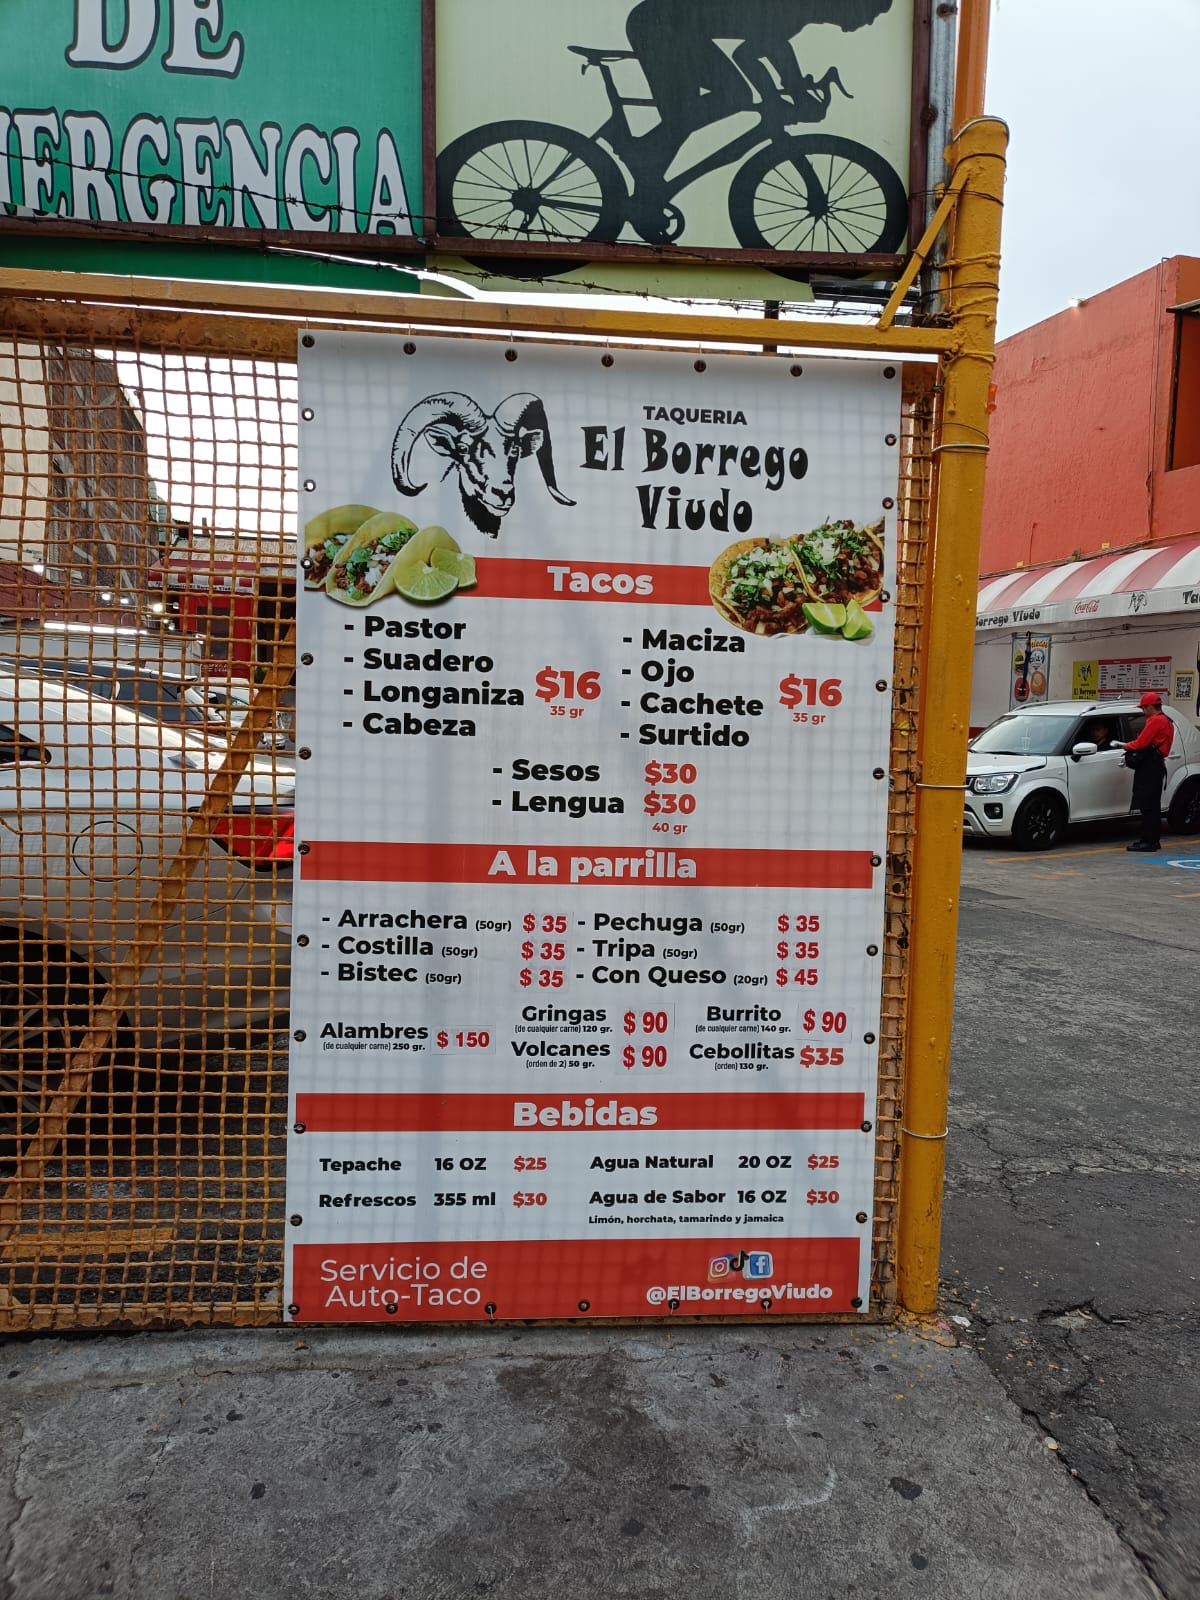 DE
MERGENCIA
TAQUERIA
El Borrego
Viudo
Tacos
- Pastor
- Suadero
- Longaniza
- Cabeza
$16
35 gr
- Maciza
- Ojo
- Cachete
- Surtido
$16
35 gr
- Sesos $30
- Lengua $30
40 gr
A la parrilla
- Arrachera (50gr) $ 35
- Costilla (50gr) $ 35
- Bistec (50gr) $ 35
- Pechuga (50gr) $ 35
- Tripa (50gr) $ 35
- Con Queso (20gr) $ 45
Alambres $ 150
(de cualquier carne) 250 gr.
Gringas $ 90
(de cualquier carne) 120 gr.
Volcanes $ 90
(orden de 2) 50 gr.
Burrito $ 90
(de cualquier carne) 140 gr.
Cebollitas $35
(orden) 130 gr.
Bebidas
Tepache 16 OZ $25
Refrescos 355 ml $30
Agua Natural 20 OZ $25
Agua de Sabor 16 OZ $30
Limón, horchata, tamarindo y jamaica
Servicio de
Auto-Taco
@ElBorregoViudo
Borrego Viudo
Coca-Cola